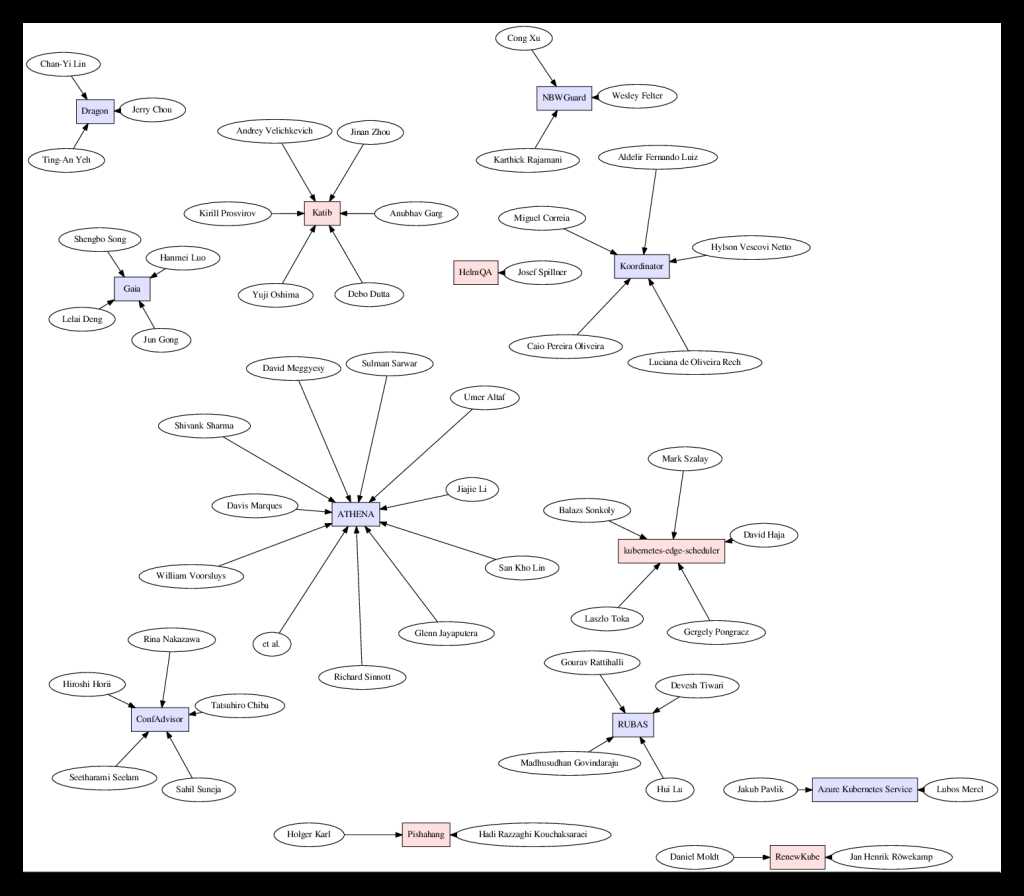 Cong Xu
Chan-Yi Lin
NBWGuard
Wesley Felter
Dragon
Jerry Chou
Andrey Velichkevich
Jinan Zhou
Ting-An Yeh
Karthick Rajamani
Aldelir Fernando Luiz
Kirill Prosvirov
Katib
Anubhav Garg
Miguel Correia
Shengbo Song
Hanmei Luo
Hylson Vescovi Netto
HelmQA
Josef Spillner
Koordinator
Gaia
Yuji Oshima
Debo Dutta
Lelai Deng
Jun Gong
Caio Pereira Oliveira
Luciana de Oliveira Rech
David Meggyesy
Sulman Sarwar
Umer Altaf
Shivank Sharma
Mark Szalay
Jiajie Li
Davis Marques
ATHENA
Balazs Sonkoly
David Haja
kubernetes-edge-scheduler
San Kho Lin
William Voorsluys
Laszlo Toka
Gergely Pongracz
Glenn Jayaputera
et al.
Rina Nakazawa
Gourav Rattihalli
Richard Sinnott
Hiroshi Horii
Devesh Tiwari
Tatsuhiro Chiba
ConfAdvisor
RUBAS
Madhusudhan Govindaraju
Seetharami Seelam
Sahil Suneja
Hui Lu
Jakub Pavlik
Azure Kubernetes Service
Lubos Mercl
Holger Karl
Pishahang
Hadi Razzaghi Kouchaksaraei
Daniel Moldt
RenewKube
Jan Henrik Röwekamp